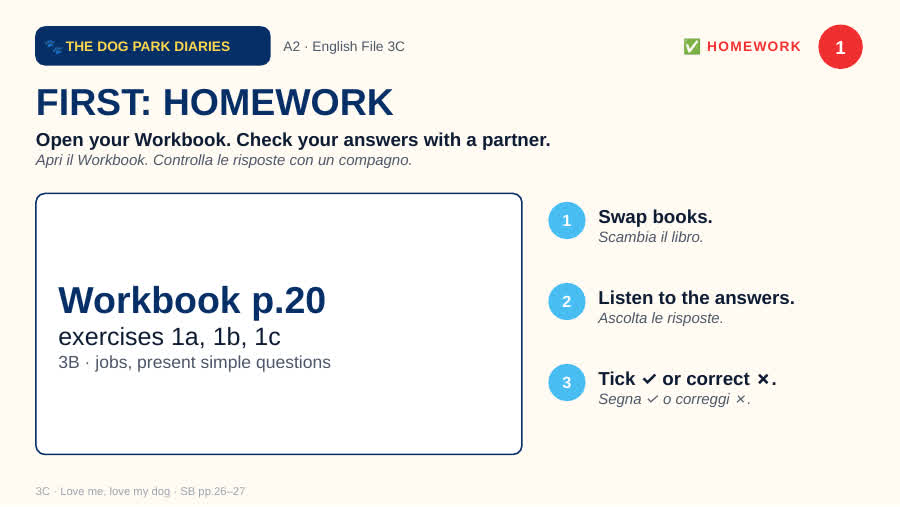 🐾 THE DOG PARK DIARIES
A2 · English File 3C
✅ HOMEWORK
1
FIRST: HOMEWORK
Open your Workbook. Check your answers with a partner.
Apri il Workbook. Controlla le risposte con un compagno.
Workbook p.20
exercises 1a, 1b, 1c
3B · jobs, present simple questions
1
Swap books.
Scambia il libro.
2
Listen to the answers.
Ascolta le risposte.
3
Tick ✓ or correct ✗.
Segna ✓ o correggi ✗.
3C · Love me, love my dog · SB pp.26–27